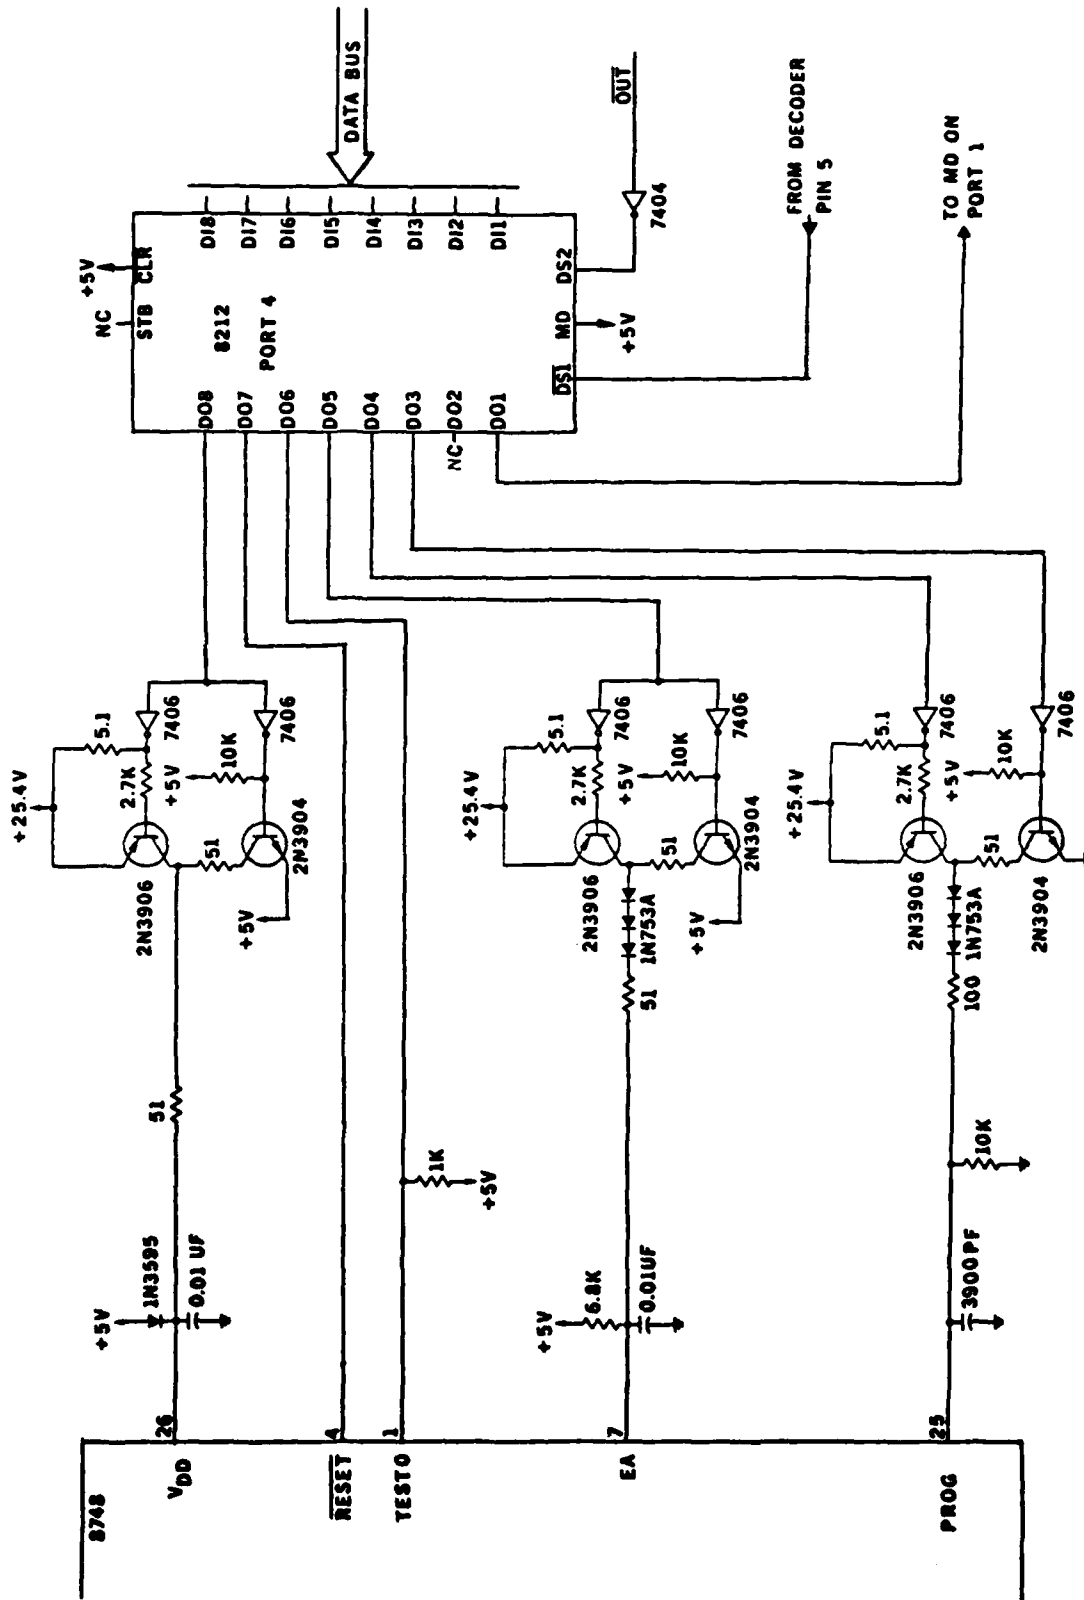 8748
VDD
26
RESET
4
TEST0
1
EA
7
PROG
25
+5V
1N3595
0.01 UF
51
+25.4V
5.1
2.7K
7406
2N3906
+5V
10K
7406
51
2N3904
+5V
1K
+5V
+5V
6.8K
0.01UF
51
1N753A
+25.4V
5.1
2.7K
7406
2N3906
+5V
10K
7406
51
2N3904
+5V
3900PF
10K
100
1N753A
+25.4V
5.1
2.7K
7406
2N3906
+5V
10K
7406
51
2N3904
NC
+5V
STB
CLR
8212
PORT 4
DO8
DO7
DO6
DO5
DO4
DO3
NC
DO2
DO1
DI8
DI7
DI6
DI5
DI4
DI3
DI2
DI1
DS1
MD
DS2
+5V
DATA BUS
7404
OUT
FROM DECODER
PIN 5
TO MD ON
PORT 1